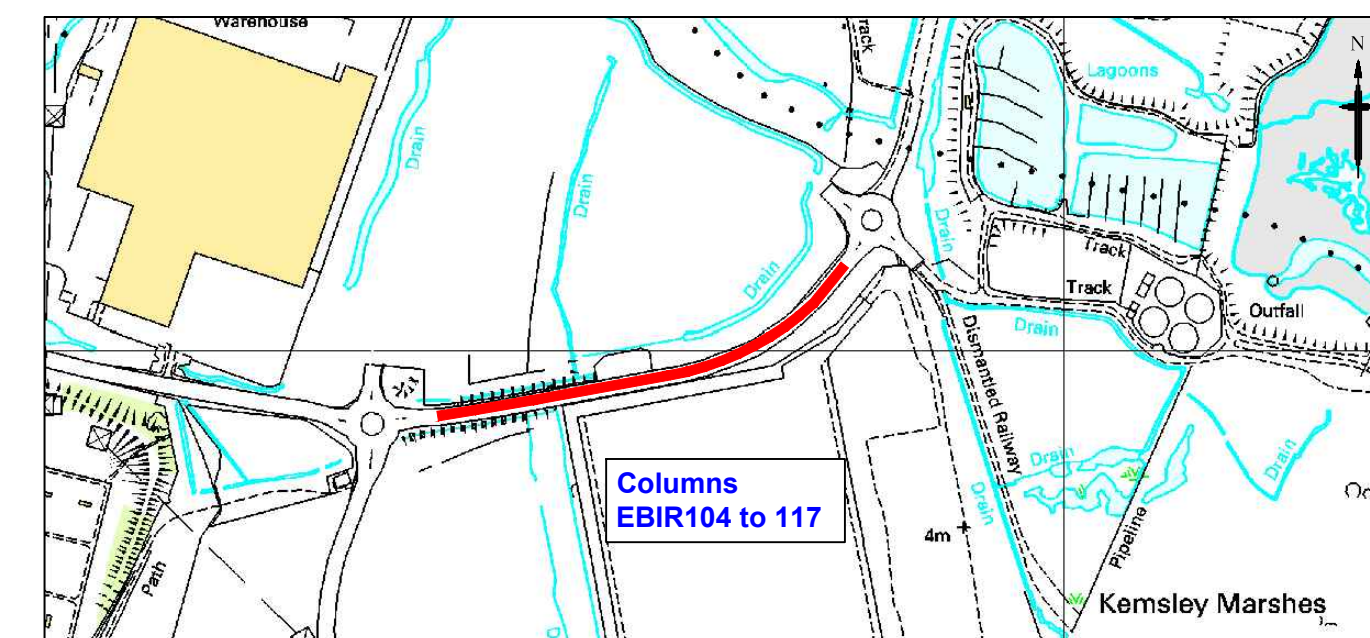 Warehouse
Track
N
Lagoons
Drain
Drain
Drain
Drain
Track
Track
Outfall
Drain
Dismantled Railway
Columns
EBIR104 to 117
Drain
Drain
Drain
4m
Pipeline
Path
Kemsley Marshes